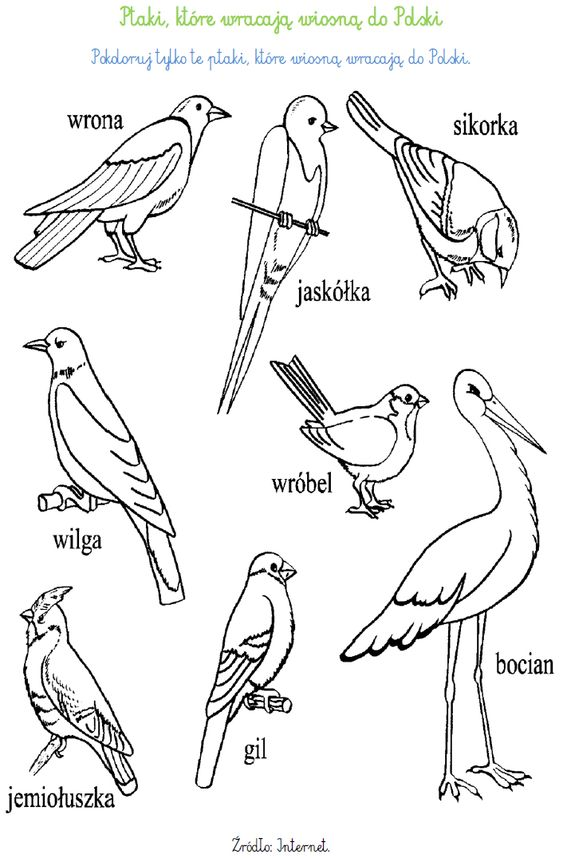 Ptaki, które wracają wiosną do Polski
Pokoloruj tylko te ptaki, które wiosną wracają do Polski.
wrona
sikorka
jaskółka
wróbel
wilga
bocian
gil
jemiołuszka
Źródło: Internet.